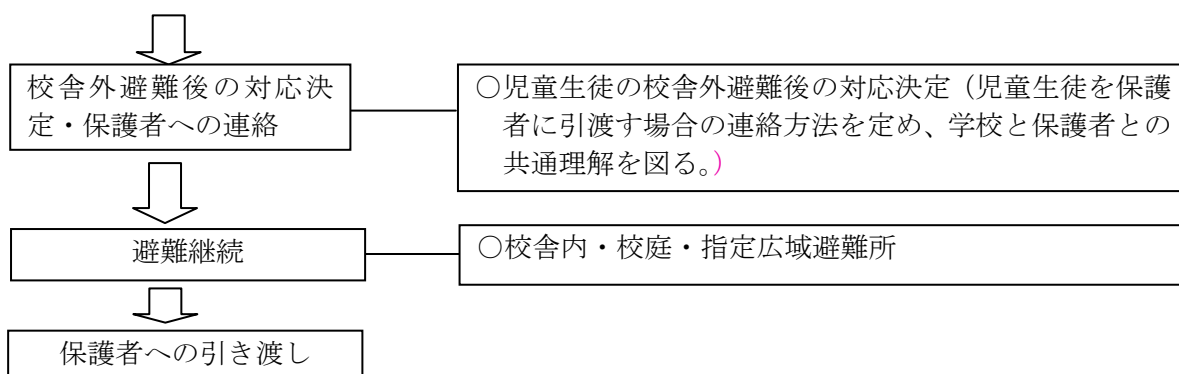 校舎外避難後の対応決
定・保護者への連絡
○児童生徒の校舎外避難後の対応決定（児童生徒を保護
者に引渡す場合の連絡方法を定め、学校と保護者との
共通理解を図る。）
避難継続
○校舎内・校庭・指定広域避難所
保護者への引き渡し